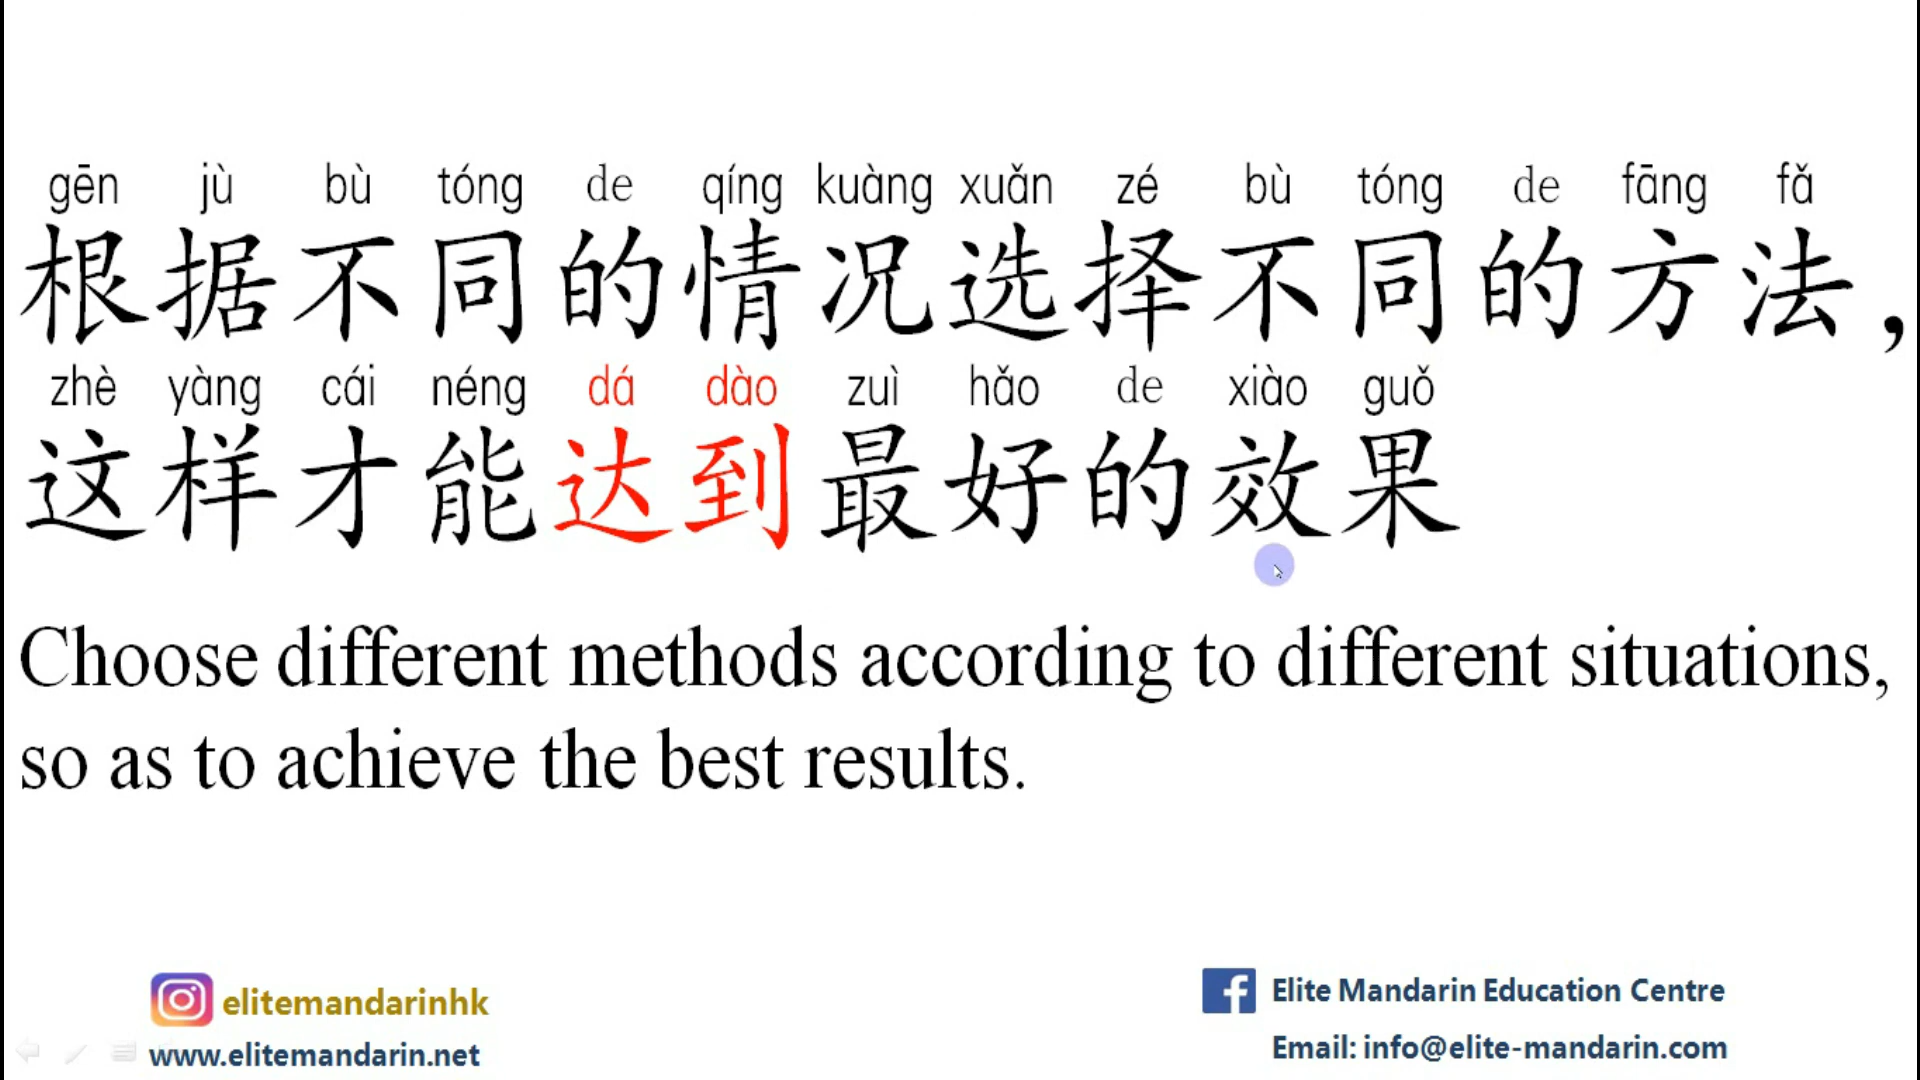 gēn jù bù tóng de qíng kuàng xuǎn zé bù tóng de fāng fǎ
根据不同的情况选择不同的方法，
zhè yàng cái néng dá dào zuì hǎo de xiào guǒ
这样才能达到最好的效果
Choose different methods according to different situations,
so as to achieve the best results.
elitemandarinhk
www.elitemandarin.net
Elite Mandarin Education Centre
Email: info@elite-mandarin.com